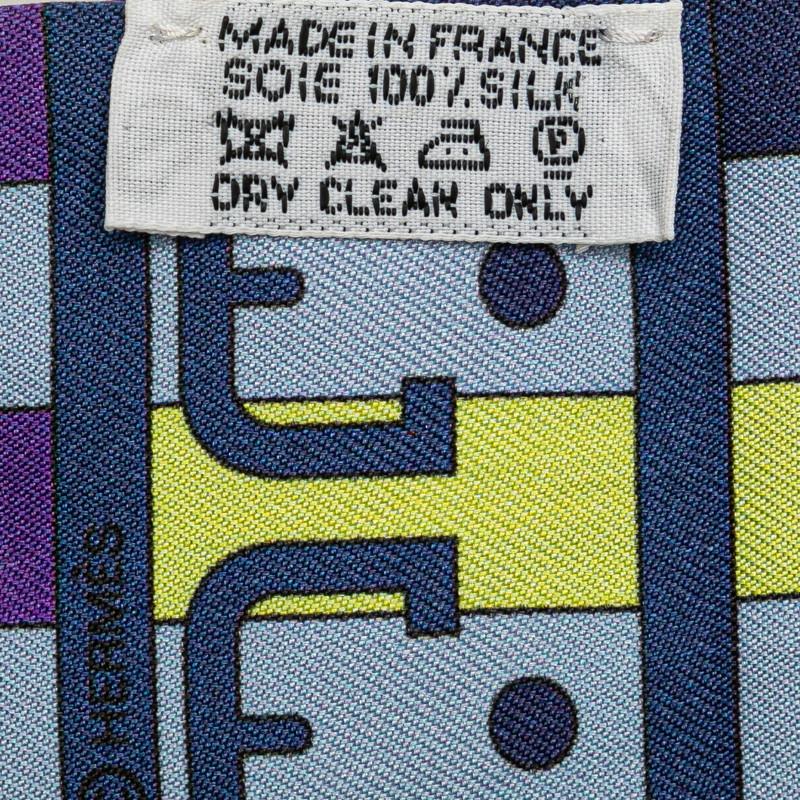 MADE IN FRANCE
SOIE 100% SILK
P
DRY CLEAN ONLY
© HERMÈS